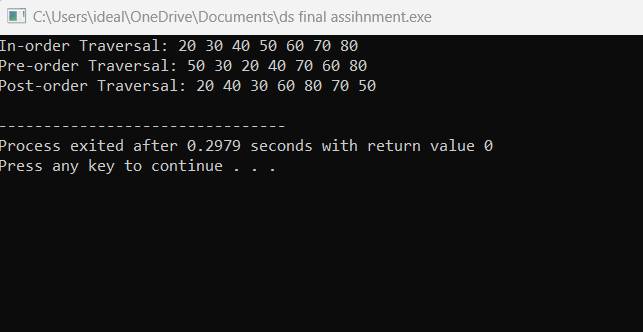 C:\Users\ideal\OneDrive\Documents\ds final assihnment.exe
In-order Traversal: 20 30 40 50 60 70 80
Pre-order Traversal: 50 30 20 40 70 60 80
Post-order Traversal: 20 40 30 60 80 70 50
--------------------------------
Process exited after 0.2979 seconds with return value 0
Press any key to continue . . .